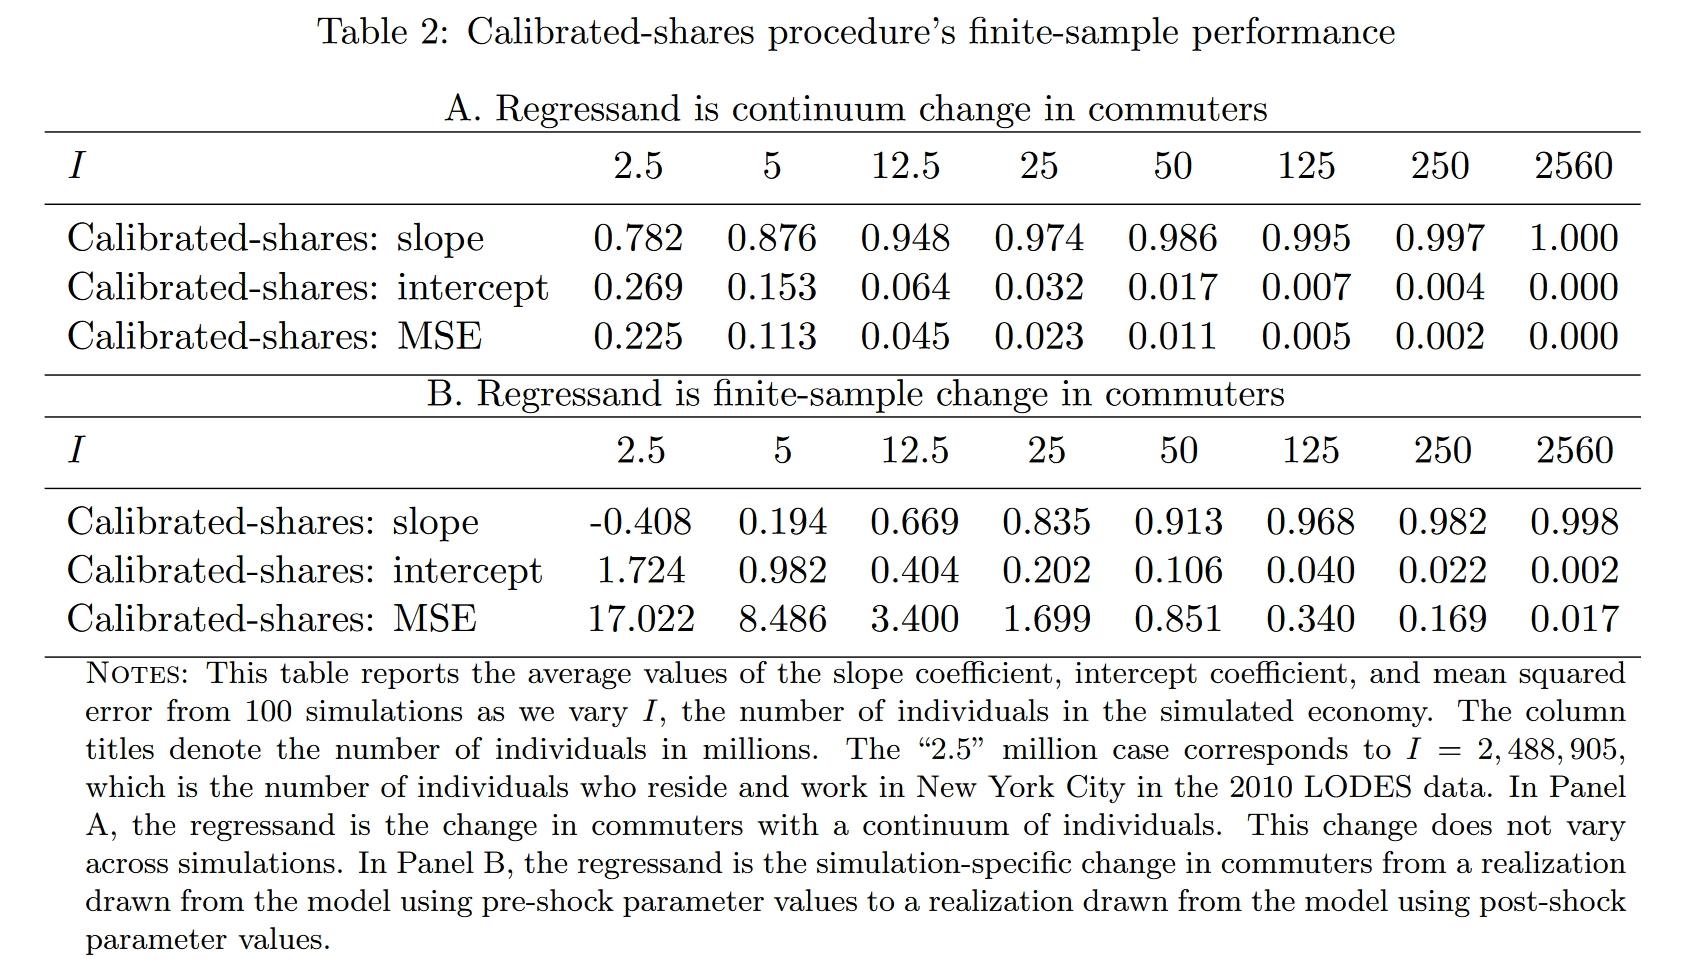 Table 2: Calibrated-shares procedure's finite-sample performance
A. Regressand is continuum change in commuters
I 2.5 5 12.5 25 50 125 250 2560
Calibrated-shares: slope 0.782 0.876 0.948 0.974 0.986 0.995 0.997 1.000
Calibrated-shares: intercept 0.269 0.153 0.064 0.032 0.017 0.007 0.004 0.000
Calibrated-shares: MSE 0.225 0.113 0.045 0.023 0.011 0.005 0.002 0.000
B. Regressand is finite-sample change in commuters
I 2.5 5 12.5 25 50 125 250 2560
Calibrated-shares: slope -0.408 0.194 0.669 0.835 0.913 0.968 0.982 0.998
Calibrated-shares: intercept 1.724 0.982 0.404 0.202 0.106 0.040 0.022 0.002
Calibrated-shares: MSE 17.022 8.486 3.400 1.699 0.851 0.340 0.169 0.017
NOTES: This table reports the average values of the slope coefficient, intercept coefficient, and mean squared
error from 100 simulations as we vary I, the number of individuals in the simulated economy. The column
titles denote the number of individuals in millions. The "2.5" million case corresponds to I = 2,488,905,
which is the number of individuals who reside and work in New York City in the 2010 LODES data. In Panel
A, the regressand is the change in commuters with a continuum of individuals. This change does not vary
across simulations. In Panel B, the regressand is the simulation-specific change in commuters from a realization
drawn from the model using pre-shock parameter values to a realization drawn from the model using post-shock
parameter values.